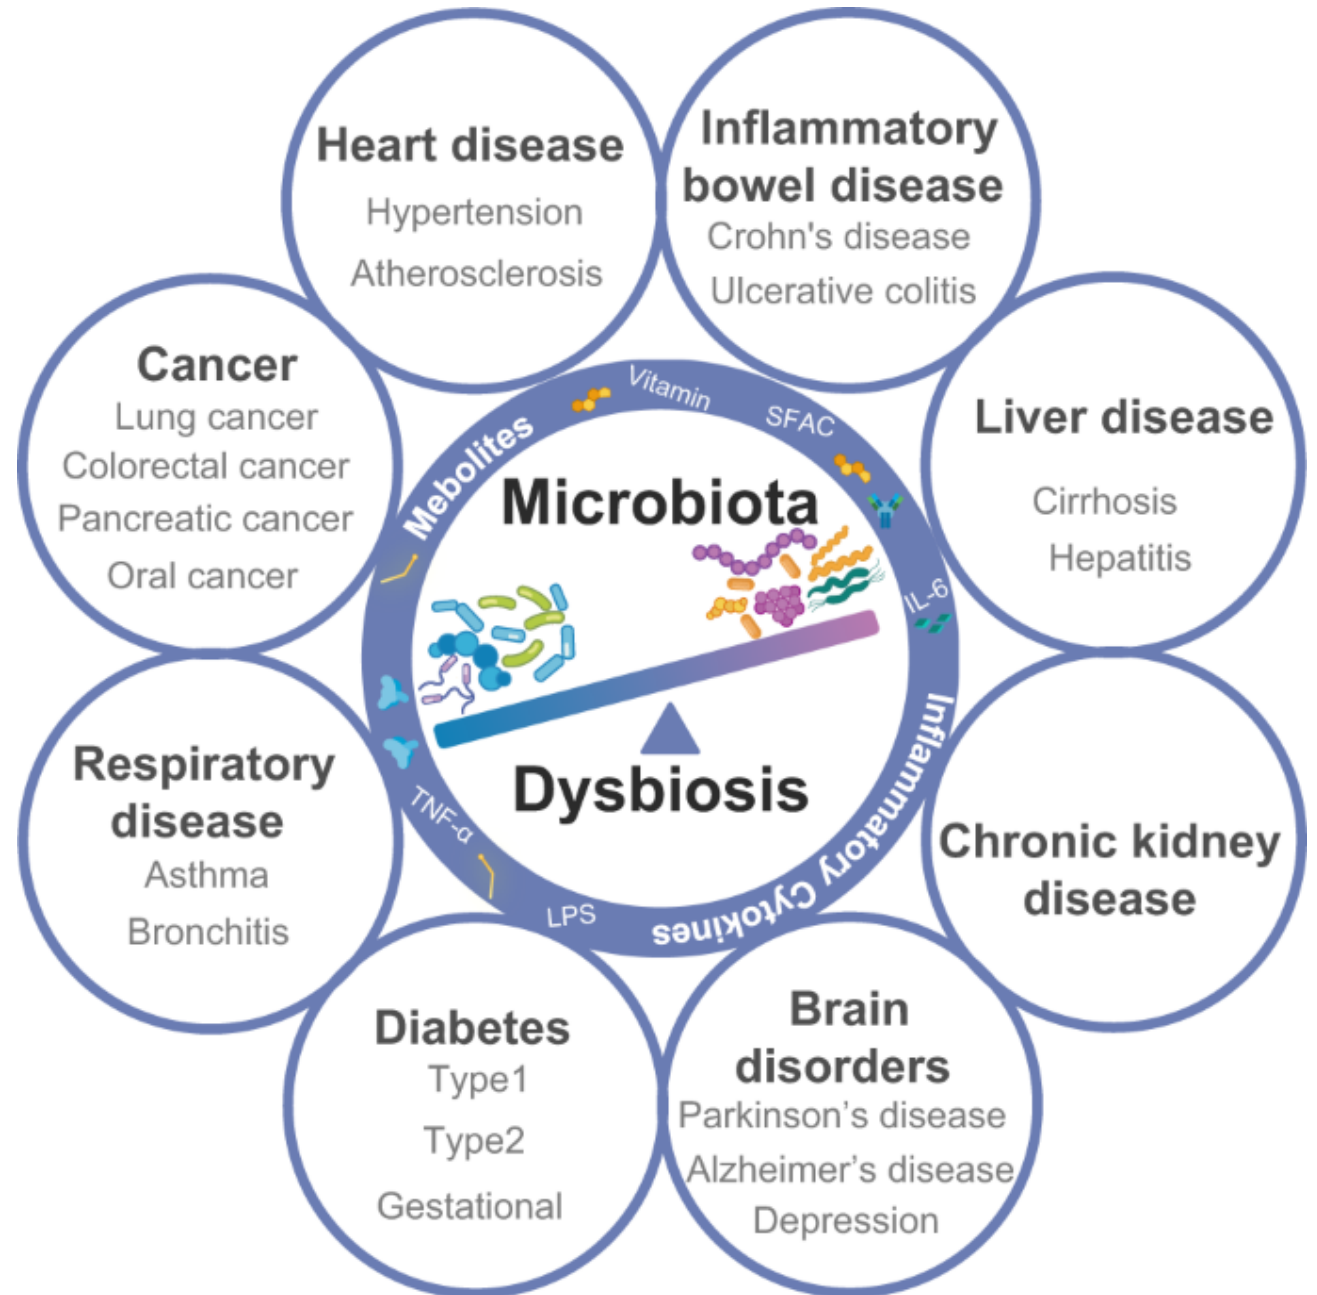 Heart disease
Hypertension
Atherosclerosis
Inflammatory
bowel disease
Crohn's disease
Ulcerative colitis
Cancer
Lung cancer
Colorectal cancer
Pancreatic cancer
Oral cancer
Liver disease
Cirrhosis
Hepatitis
Mebolites
Vitamin
SFAC
IL-6
Inflammatory Cytokines
LPS
TNF-α
Microbiota
Dysbiosis
Respiratory
disease
Asthma
Bronchitis
Chronic kidney
disease
Diabetes
Type1
Type2
Gestational
Brain
disorders
Parkinson’s disease
Alzheimer’s disease
Depression